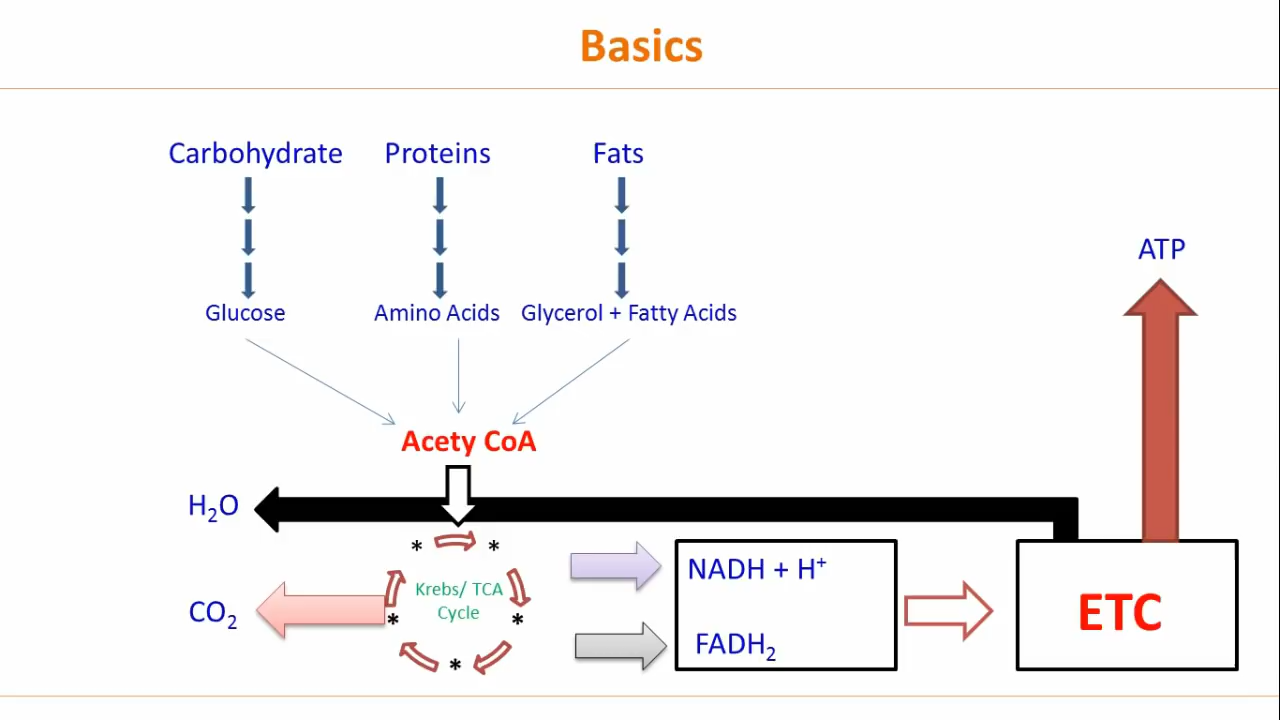 Basics
Carbohydrate
Proteins
Fats
Glucose
Amino Acids
Glycerol + Fatty Acids
ATP
Acety CoA
H₂O
* *
Krebs/ TCA
Cycle
* *
*
CO₂
NADH + H⁺
FADH₂
ETC